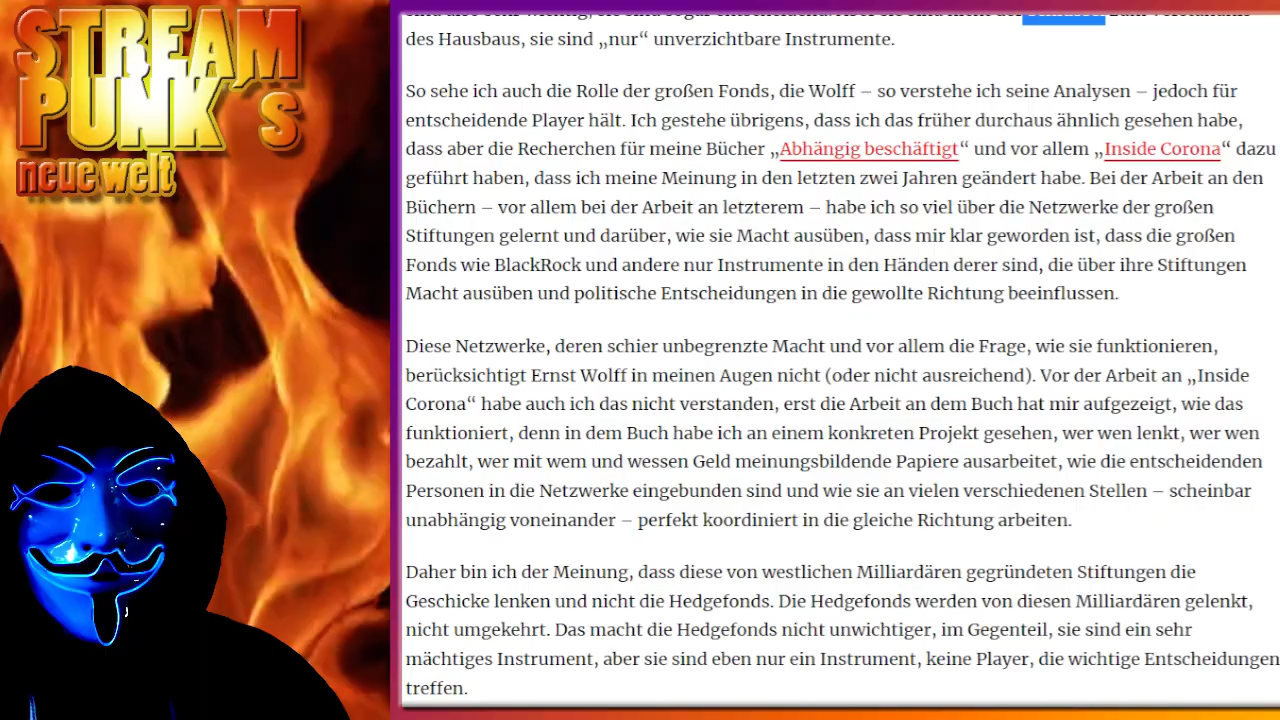 STREAM
PUNK´s
neue welt
des Hausbaus, sie sind „nur“ unverzichtbare Instrumente.
So sehe ich auch die Rolle der großen Fonds, die Wolff – so verstehe ich seine Analysen – jedoch für
entscheidende Player hält. Ich gestehe übrigens, dass ich das früher durchaus ähnlich gesehen habe,
dass aber die Recherchen für meine Bücher „Abhängig beschäftigt“ und vor allem „Inside Corona“ dazu
geführt haben, dass ich meine Meinung in den letzten zwei Jahren geändert habe. Bei der Arbeit an den
Büchern – vor allem bei der Arbeit an letzterem – habe ich so viel über die Netzwerke der großen
Stiftungen gelernt und darüber, wie sie Macht ausüben, dass mir klar geworden ist, dass die großen
Fonds wie BlackRock und andere nur Instrumente in den Händen derer sind, die über ihre Stiftungen
Macht ausüben und politische Entscheidungen in die gewollte Richtung beeinflussen.
Diese Netzwerke, deren schier unbegrenzte Macht und vor allem die Frage, wie sie funktionieren,
berücksichtigt Ernst Wolff in meinen Augen nicht (oder nicht ausreichend). Vor der Arbeit an „Inside
Corona“ habe auch ich das nicht verstanden, erst die Arbeit an dem Buch hat mir aufgezeigt, wie das
funktioniert, denn in dem Buch habe ich an einem konkreten Projekt gesehen, wer wen lenkt, wer wen
bezahlt, wer mit wem und wessen Geld meinungsbildende Papiere ausarbeitet, wie die entscheidenden
Personen in die Netzwerke eingebunden sind und wie sie an vielen verschiedenen Stellen – scheinbar
unabhängig voneinander – perfekt koordiniert in die gleiche Richtung arbeiten.
Daher bin ich der Meinung, dass diese von westlichen Milliardären gegründeten Stiftungen die
Geschicke lenken und nicht die Hedgefonds. Die Hedgefonds werden von diesen Milliardären gelenkt,
nicht umgekehrt. Das macht die Hedgefonds nicht unwichtiger, im Gegenteil, sie sind ein sehr
mächtiges Instrument, aber sie sind eben nur ein Instrument, keine Player, die wichtige Entscheidungen
treffen.